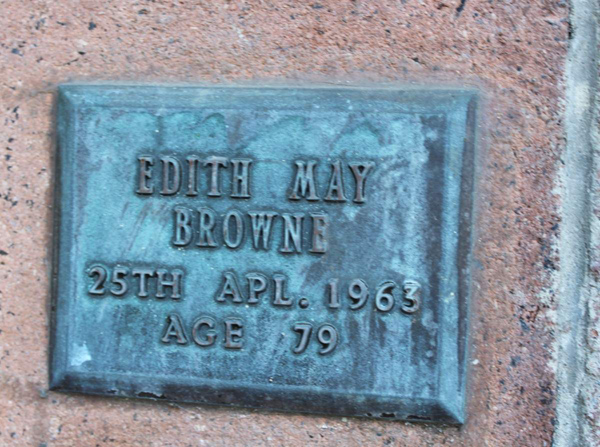 EDITH MAY
BROWNE
25TH APL. 1963
AGE 79